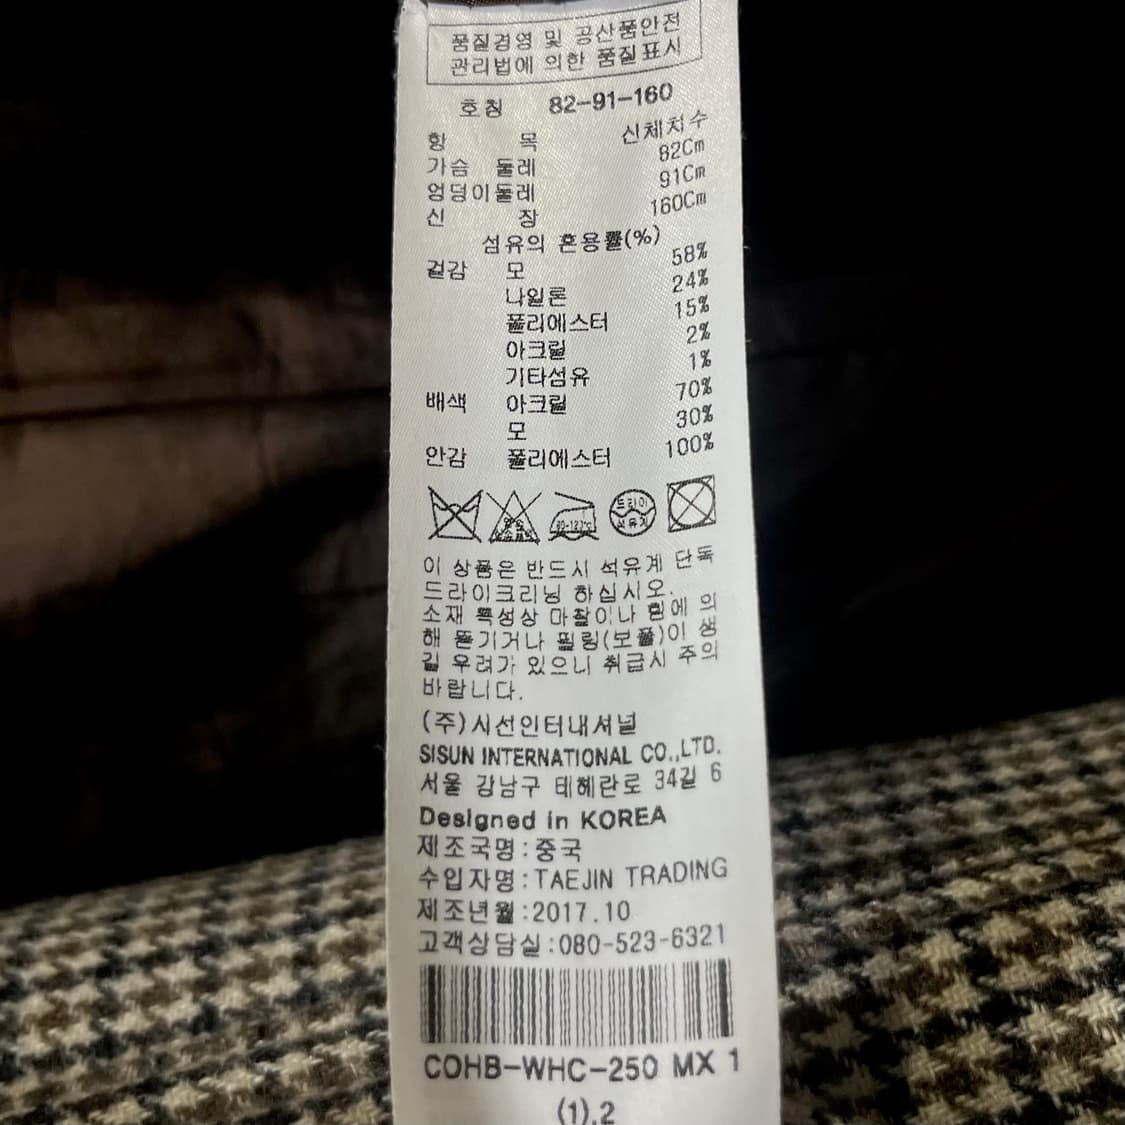 품질경영 및 공산품안전
관리법에 의한 품질표시
호칭 82-91-160
항 목 신체치수
가슴 둘레 82Cm
엉덩이둘레 91Cm
신 장 160Cm
섬유의 혼용률(%)
겉감 모 58%
나일론 24%
폴리에스터 15%
아크릴 2%
기타섬유 1%
배색 아크릴 70%
모 30%
안감 폴리에스터 100%
드라이
석유계
이 상품은 반드시 석유계 단독
드라이크리닝 하십시오.
소재 특성상 마찰이나 힘에 의
해 뜯기거나 필링(보풀)이 생
길 우려가 있으니 취급시 주의
바랍니다.
(주)시선인터내셔널
SISUN INTERNATIONAL CO.,LTD.
서울 강남구 테헤란로 34길 6
Designed in KOREA
제조국명:중국
수입자명:TAEJIN TRADING
제조년월:2017.10
고객상담실:080-523-6321
COHB-WHC-250 MX 1
(1).2